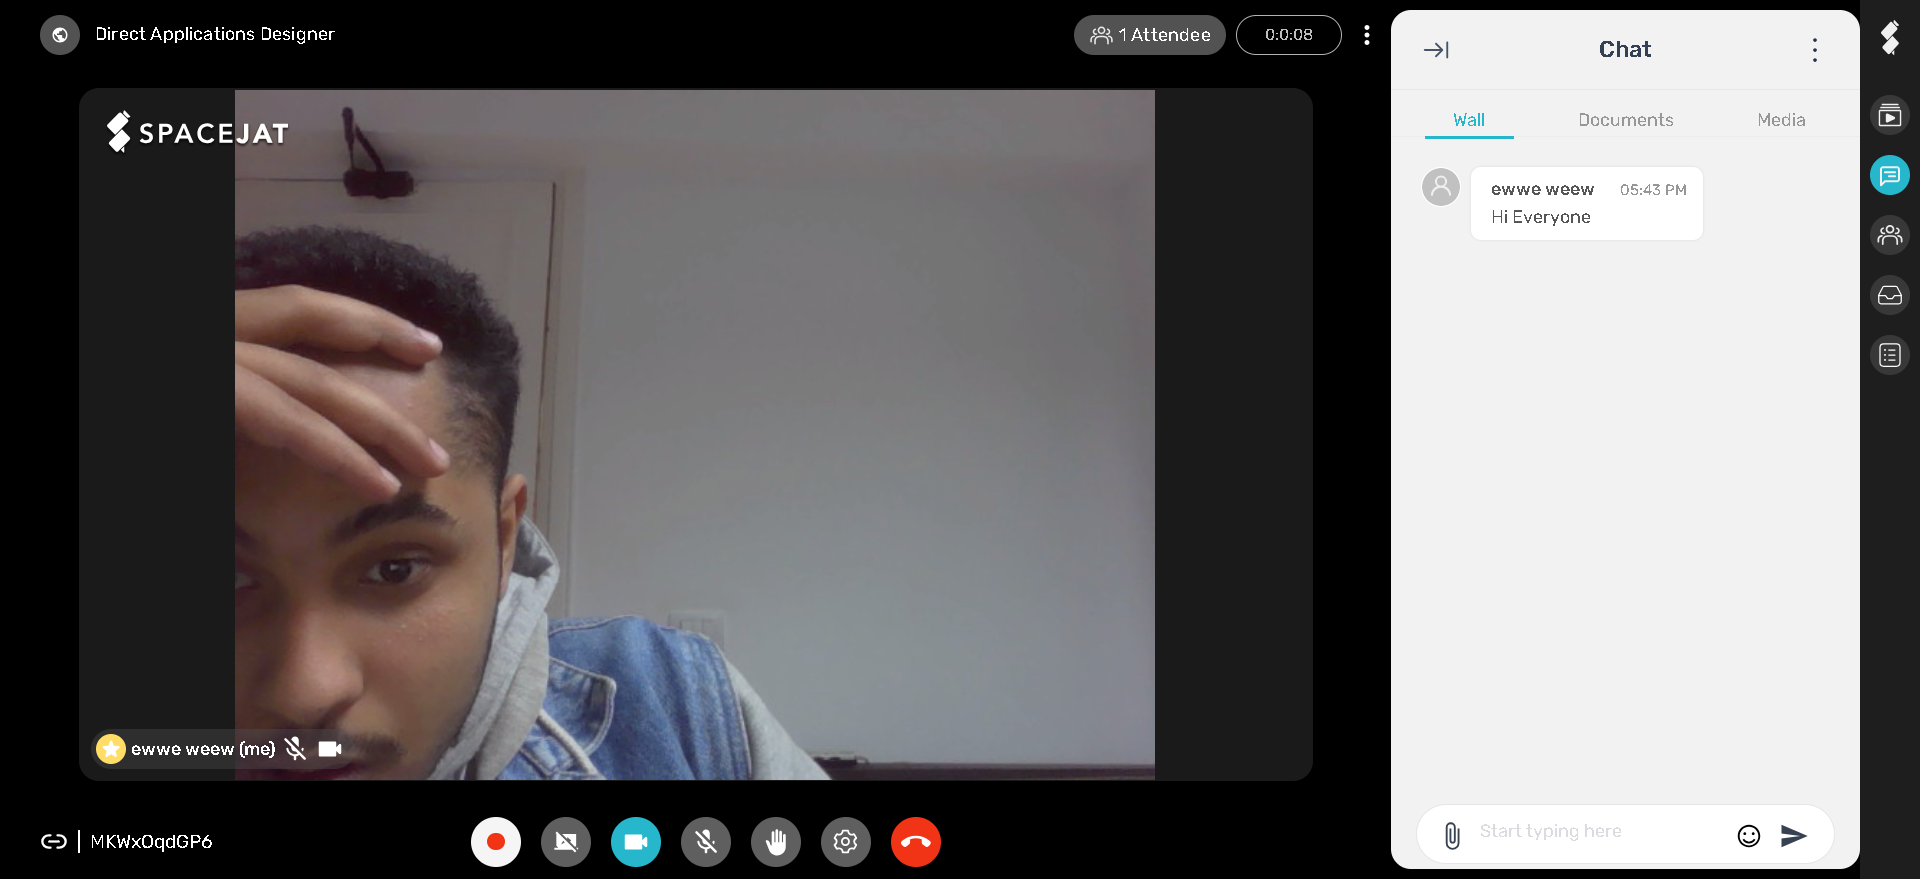 Direct Applications Designer
1 Attendee
0:0:08
SPACEJAT
ewwe weew (me)
MKWxOqdGP6
Chat
Wall
Documents
Media
ewwe weew 05:43 PM
Hi Everyone
Start typing here